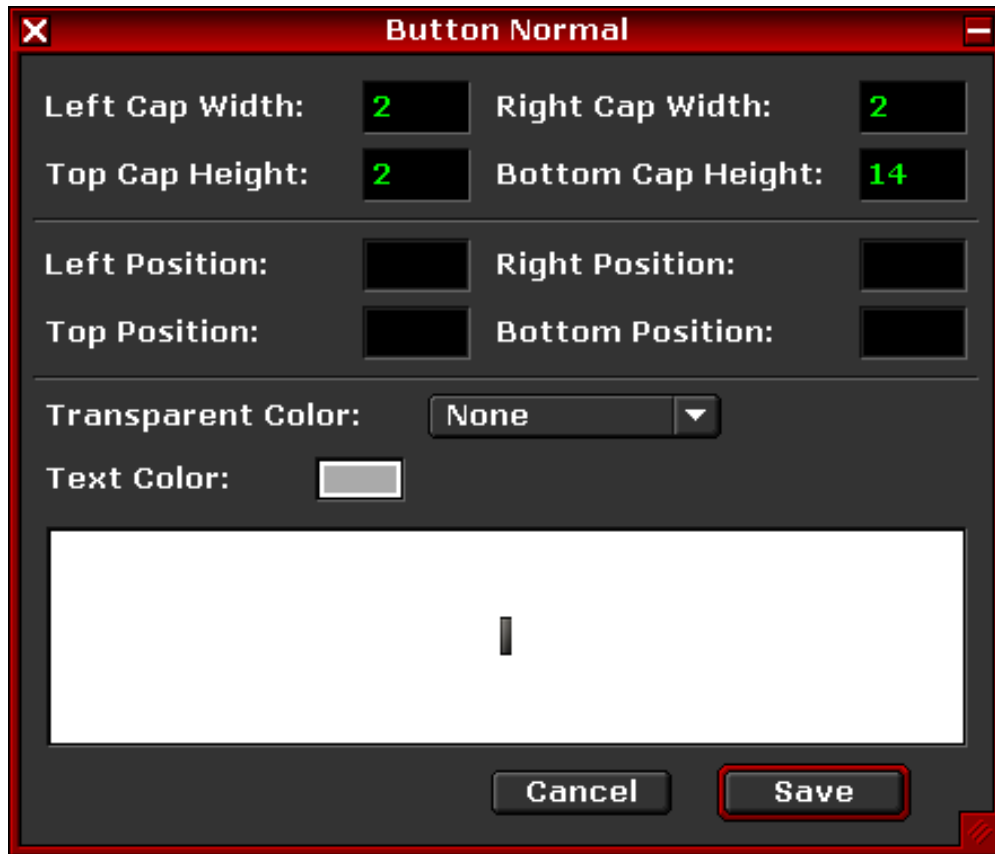 Button Normal
Left Cap Width: 2 Right Cap Width: 2
Top Cap Height: 2 Bottom Cap Height: 14
Left Position: Right Position:
Top Position: Bottom Position:
Transparent Color: None
Text Color:
Cancel Save